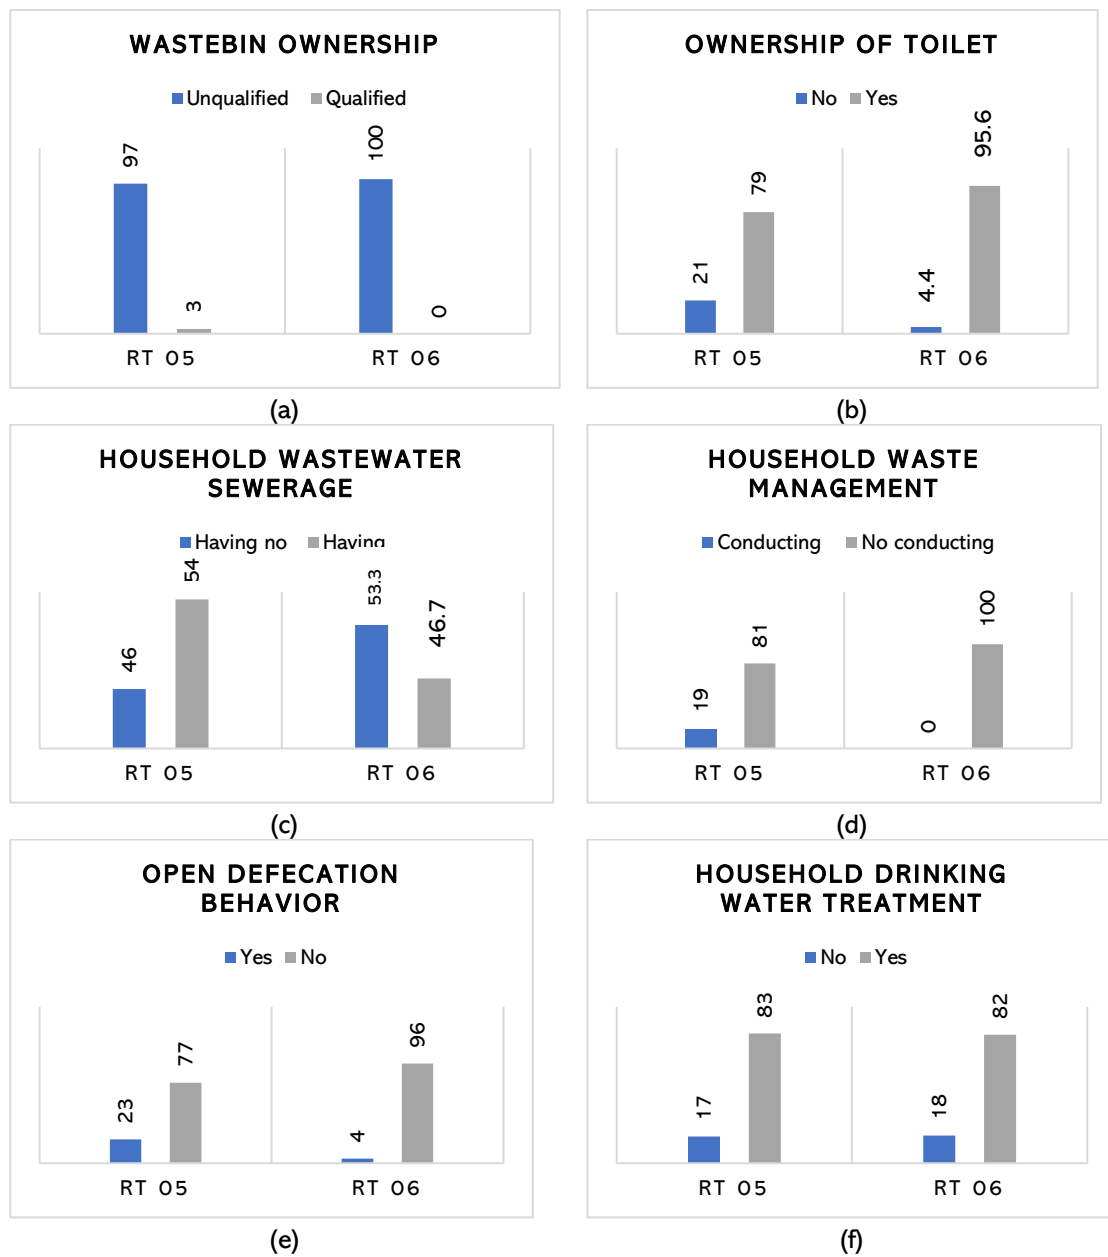 WASTEBIN OWNERSHIP
Unqualified Qualified
97
3
100
0
RT 05 RT 06
(a)
OWNERSHIP OF TOILET
No Yes
21
79
4.4
95.6
RT 05 RT 06
(b)
HOUSEHOLD WASTEWATER
SEWERAGE
Having no Having
46
54
53.3
46.7
RT 05 RT 06
(c)
HOUSEHOLD WASTE
MANAGEMENT
Conducting No conducting
19
81
0
100
RT 05 RT 06
(d)
OPEN DEFECATION
BEHAVIOR
Yes No
23
77
4
96
RT 05 RT 06
(e)
HOUSEHOLD DRINKING
WATER TREATMENT
No Yes
17
83
18
82
RT 05 RT 06
(f)